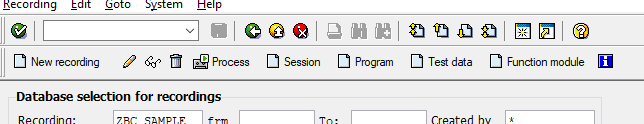 Recording Edit Goto System Help
New recording Process Session Program Test data Function module
Database selection for recordings
Recording: ZBC_SAMPLE frm To: Created by *